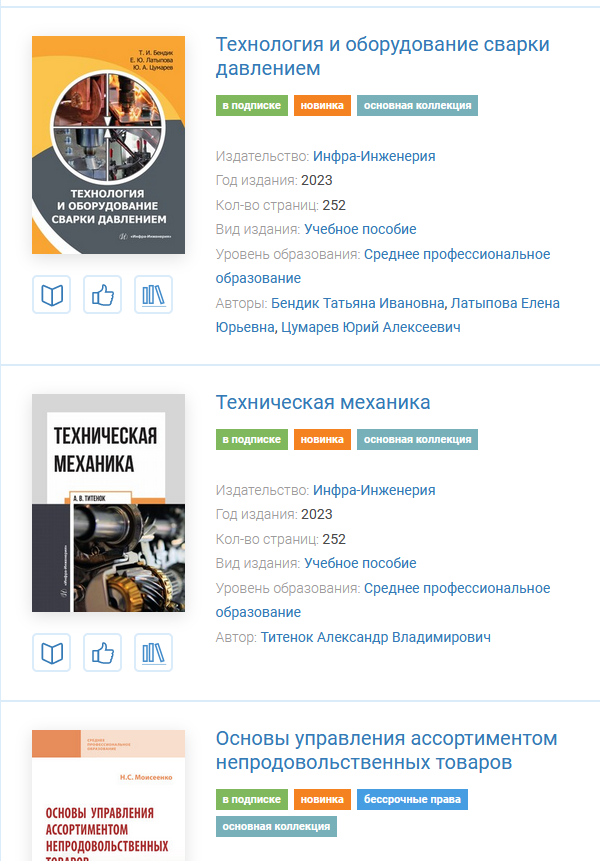 Т. И. Бендик
Е. Ю. Латыпова
Ю. А. Цумарев
ТЕХНОЛОГИЯ
И ОБОРУДОВАНИЕ
СВАРКИ ДАВЛЕНИЕМ
«Инфра-Инженерия»
Технология и оборудование сварки
давлением
в подписке новинка основная коллекция
Издательство: Инфра-Инженерия
Год издания: 2023
Кол-во страниц: 252
Вид издания: Учебное пособие
Уровень образования: Среднее профессиональное
образование
Авторы: Бендик Татьяна Ивановна, Латыпова Елена
Юрьевна, Цумарев Юрий Алексеевич
ТЕХНИЧЕСКАЯ
МЕХАНИКА
А. В. ТИТЕНОК
«Инфра-Инженерия»
Техническая механика
в подписке новинка основная коллекция
Издательство: Инфра-Инженерия
Год издания: 2023
Кол-во страниц: 252
Вид издания: Учебное пособие
Уровень образования: Среднее профессиональное
образование
Автор: Титенок Александр Владимирович
СРЕДНЕЕ
ПРОФЕССИОНАЛЬНОЕ
ОБРАЗОВАНИЕ
Н.С. Моисеенко
ОСНОВЫ УПРАВЛЕНИЯ
АССОРТИМЕНТОМ
НЕПРОДОВОЛЬСТВЕННЫХ
ТОВАРОВ
Основы управления ассортиментом
непродовольственных товаров
в подписке новинка бессрочные права
основная коллекция